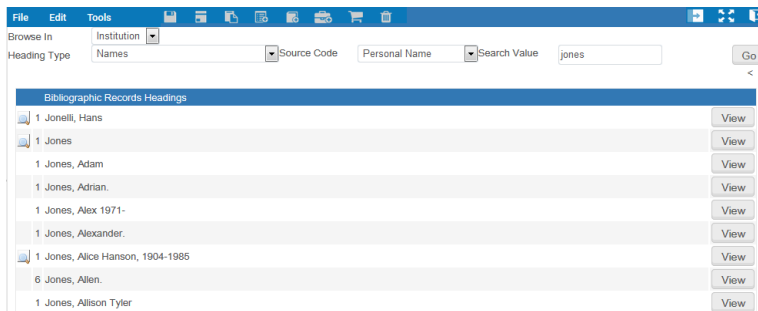 File Edit Tools
Browse In Institution
Heading Type Names Source Code Personal Name Search Value jones Go
<
Bibliographic Records Headings
1 Jonelli, Hans View
1 Jones View
1 Jones, Adam View
1 Jones, Adrian. View
1 Jones, Alex 1971- View
1 Jones, Alexander. View
1 Jones, Alice Hanson, 1904-1985 View
6 Jones, Allen. View
1 Jones, Allison Tyler View